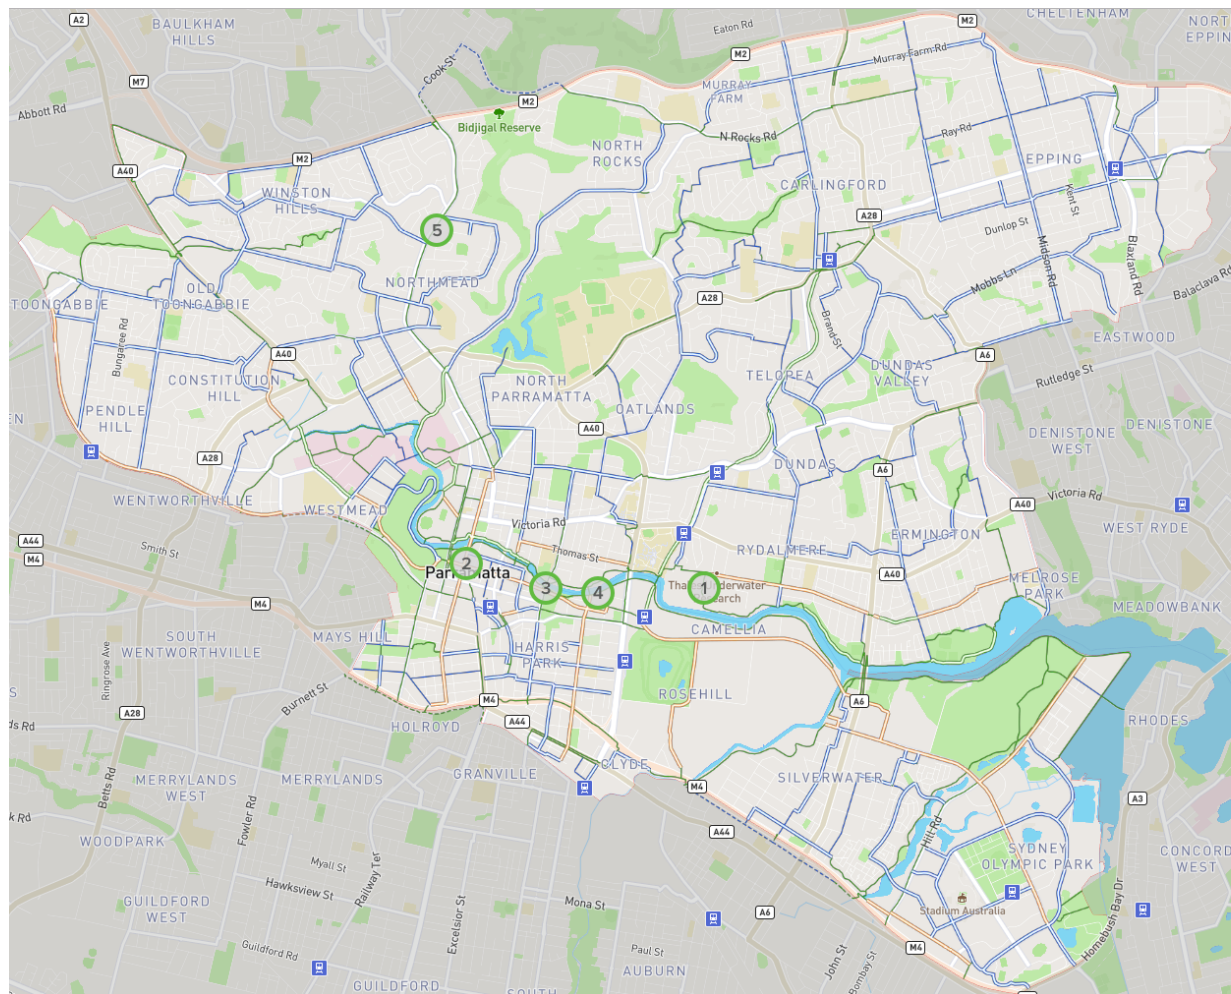 A2
BAULKHAM
HILLS
Eaton Rd
M2
CHELTENHAM
NORTH
EPPIN
M2
Murray Farm Rd
M7
Cook St
MURRAY
FARM
Abbott Rd
M2
Bidjigal Reserve
N Rocks Rd
Ray Rd
NORTH
ROCKS
EPPING
M2
A40
CARLINGFORD
WINSTON
HILLS
Kent St
A28
Dunlop St
5
Midson Rd
Blaxland Rd
Mobbs Ln
Balaclava Rd
NORTHMEAD
OLD
TOONGABBIE
TOONGABBIE
A28
Brand St
Bungaree Rd
EASTWOOD
A40
A6
DUNDAS
VALLEY
Rutledge St
CONSTITUTION
HILL
NORTH
PARRAMATTA
TELOPEA
OATLANDS
PENDLE
HILL
EN
A40
DENISTONE
WEST
DENISTONE
A28
DUNDAS
A6
WENTWORTHVILLE
WESTMEAD
Victoria Rd
A40
Victoria Rd
WEST RYDE
ERMINGTON
A44
M4
Smith St
Thomas St
RYDALMERE
2
Parramatta
A40
MELROSE
PARK
3
4
1
MEADOWBANK
M4
MAYS HILL
CAMELLIA
SOUTH
WENTWORTHVILLE
HARRIS
PARK
Ringrose Ave
ROSEHILL
S
Burnett St
M4
A6
A28
ds Rd
HOLROYD
A44
RHODES
CLYDE
GRANVILLE
MERRYLANDS
WEST
MERRYLANDS
SILVERWATER
M4
Betts Rd
Fowler Rd
A3
k Rd
A44
Hill Rd
WOODPARK
SYDNEY
OLYMPIC PARK
CONCORD
WEST
Myall St
Railway Ter
Hawksview St
Excelsior St
GUILDFORD
WEST
Mona St
A6
Stadium Australia
Homebush Bay Dr
Guildford Rd
Paul St
John St
Bombay St
M4
AUBURN
GUILDFORD
SOUTH